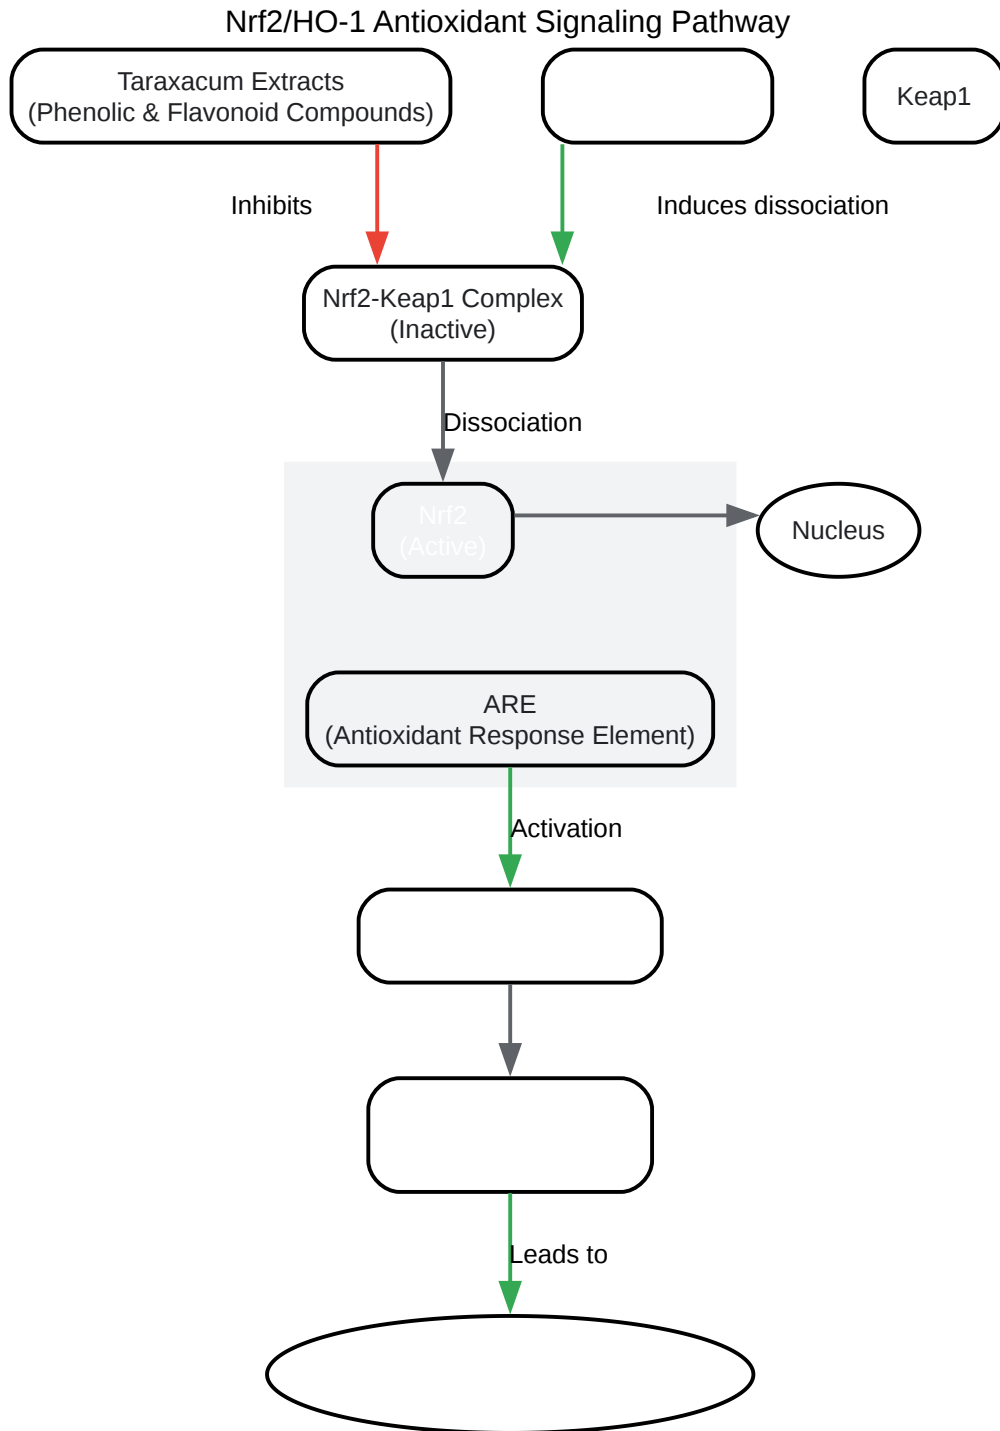 Nrf2/HO-1 Antioxidant Signaling Pathway
Taraxacum Extracts
(Phenolic & Flavonoid Compounds)
Keap1
Inhibits
Induces dissociation
Nrf2-Keap1 Complex
(Inactive)
Dissociation
Nrf2
(Active)
Nucleus
ARE
(Antioxidant Response Element)
Activation
Leads to